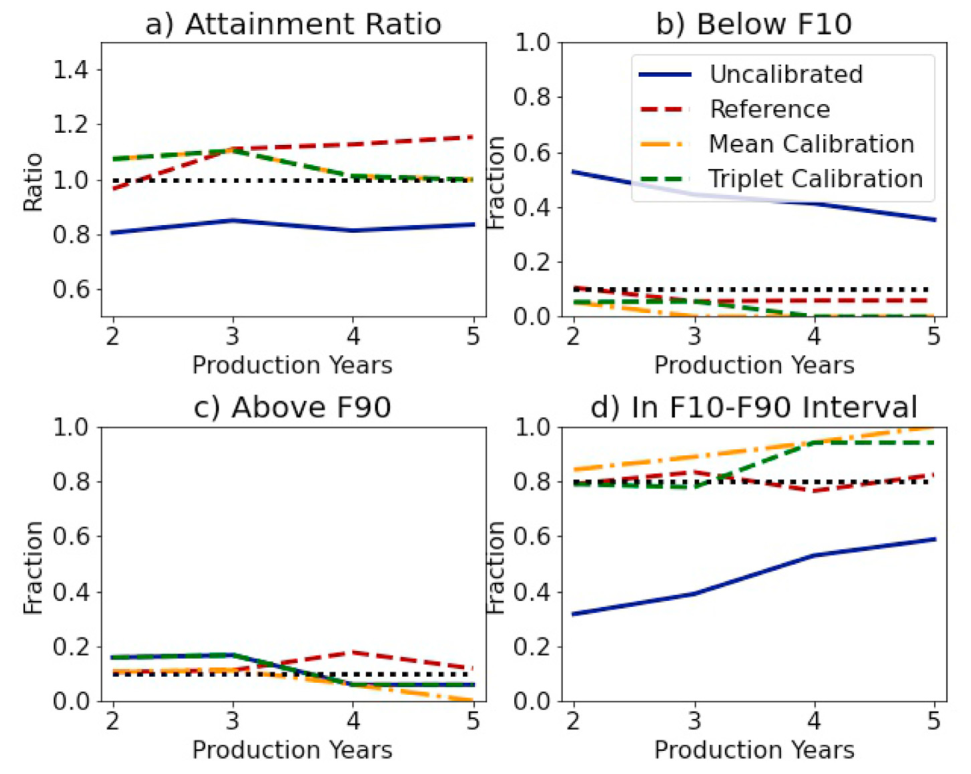 a) Attainment Ratio
1.4
1.2
1.0
0.8
0.6
Ratio
2 3 4 5
Production Years
b) Below F10
1.0
0.8
0.6
0.4
0.2
0.0
Fraction
Uncalibrated
Reference
Mean Calibration
Triplet Calibration
2 3 4 5
Production Years
c) Above F90
1.0
0.8
0.6
0.4
0.2
0.0
Fraction
2 3 4 5
Production Years
d) In F10-F90 Interval
1.0
0.8
0.6
0.4
0.2
0.0
Fraction
2 3 4 5
Production Years